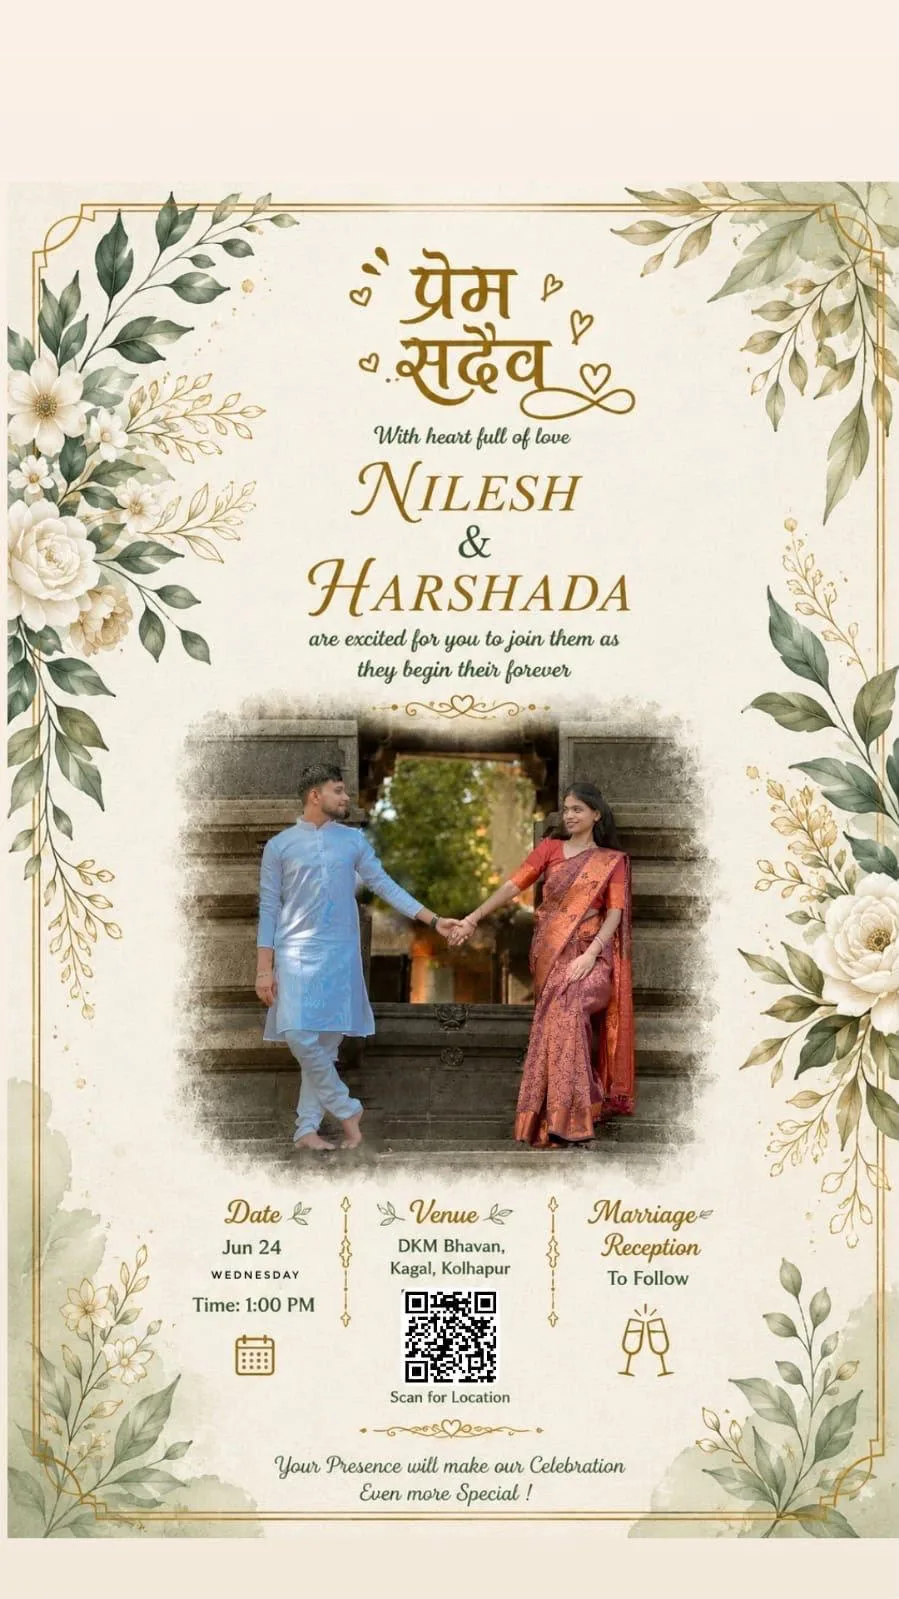 प्रेम
सदैव
With heart full of love
NILESH
&
HARSHADA
are excited for you to join them as
they begin their forever
Date
Jun 24
WEDNESDAY
Time: 1:00 PM
Venue
DKM Bhavan,
Kagal, Kolhapur
Scan for Location
Marriage
Reception
To Follow
Your Presence will make our Celebration
Even more Special !